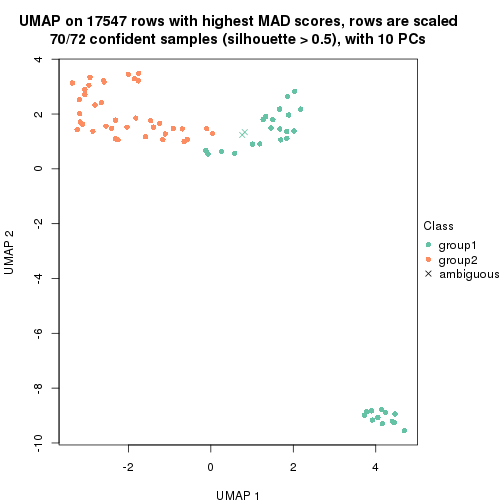 UMAP on 17547 rows with highest MAD scores, rows are scaled
70/72 confident samples (silhouette > 0.5), with 10 PCs
4
2
0
-2
-4
-6
-8
-10
UMAP 2
-2
0
2
4
UMAP 1
Class
group1
group2
ambiguous